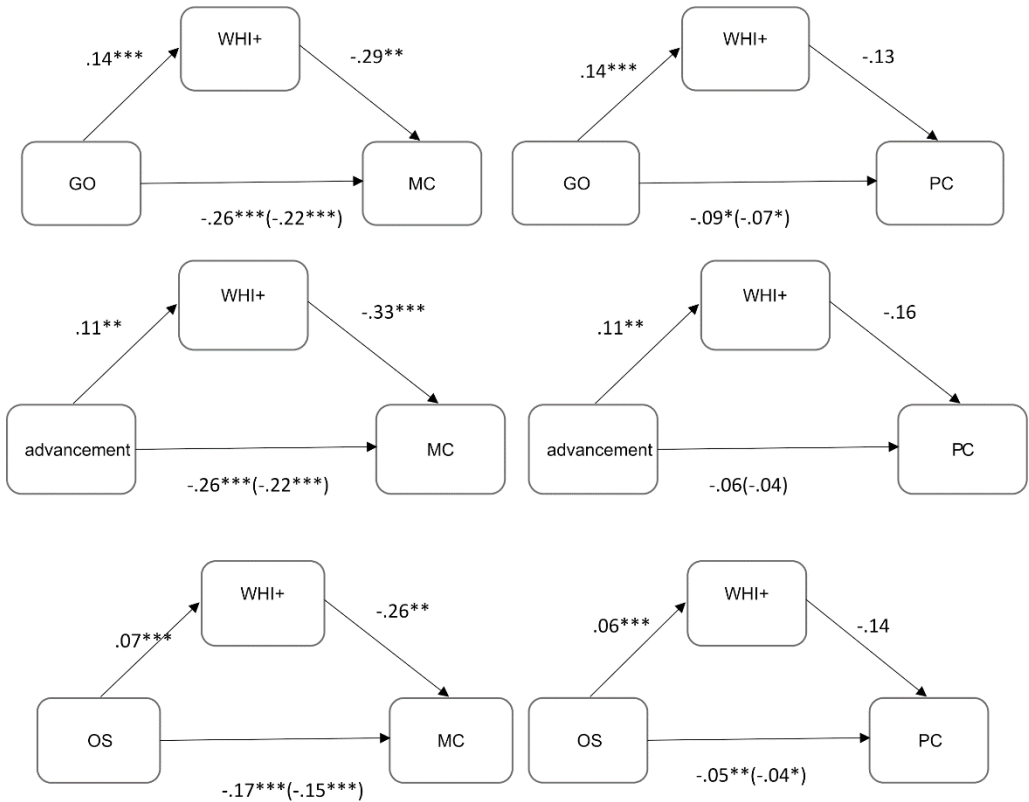 WHI+
.14***
-.29**
GO
MC
-.26***(-.22***)
WHI+
.14***
-.13
GO
PC
-.09*(-.07*)
WHI+
.11**
-.33***
advancement
MC
-.26***(-.22***)
WHI+
.11**
-.16
advancement
PC
-.06(-.04)
WHI+
.07***
-.26**
OS
MC
-.17***(-.15***)
WHI+
.06***
-.14
OS
PC
-.05**(-.04*)